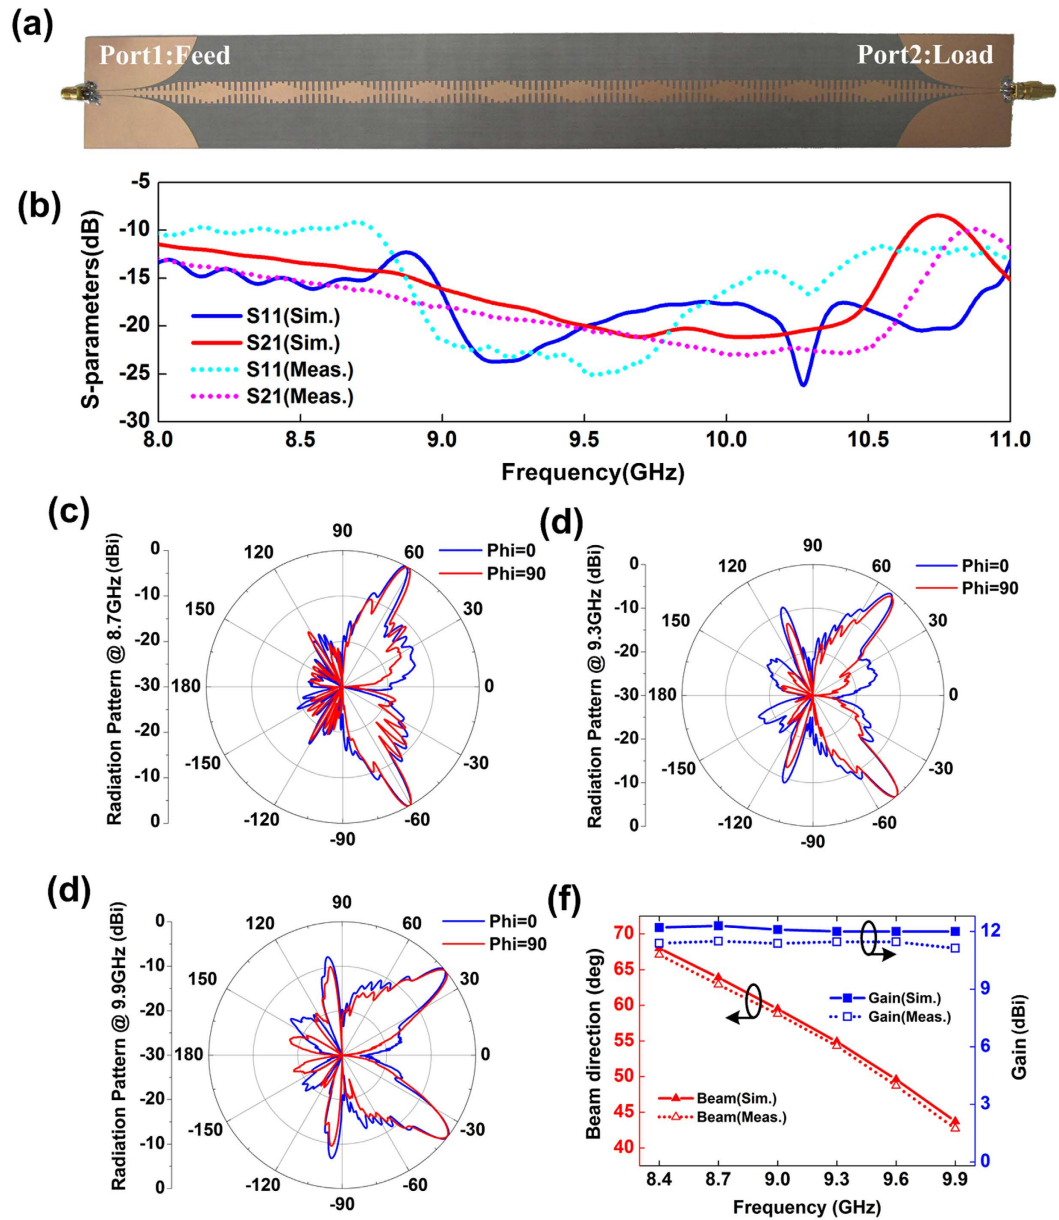 (a)
Port1:Feed
Port2:Load
(b)
S-parameters(dB)
-5
-10
-15
-20
-25
-30
S11(Sim.)
S21(Sim.)
S11(Meas.)
S21(Meas.)
8.0 8.5 9.0 9.5 10.0 10.5 11.0
Frequency(GHz)
(c)
Radiation Pattern @ 8.7GHz (dBi)
0
-10
-20
-30
-20
-10
0
90
120 60
150 30
180 0
-150 -30
-120 -60
-90
Phi=0
Phi=90
(d)
Radiation Pattern @ 9.3GHz (dBi)
0
-10
-20
-30
-20
-10
0
90
120 60
150 30
180 0
-150 -30
-120 -60
-90
Phi=0
Phi=90
(d)
Radiation Pattern @ 9.9GHz (dBi)
0
-10
-20
-30
-20
-10
0
90
120 60
150 30
180 0
-150 -30
-120 -60
-90
Phi=0
Phi=90
(f)
Beam direction (deg)
70
65
60
55
50
45
40
Gain(Sim.)
Gain(Meas.)
Beam(Sim.)
Beam(Meas.)
12
9
6
3
0
Gain (dBi)
8.4 8.7 9.0 9.3 9.6 9.9
Frequency (GHz)